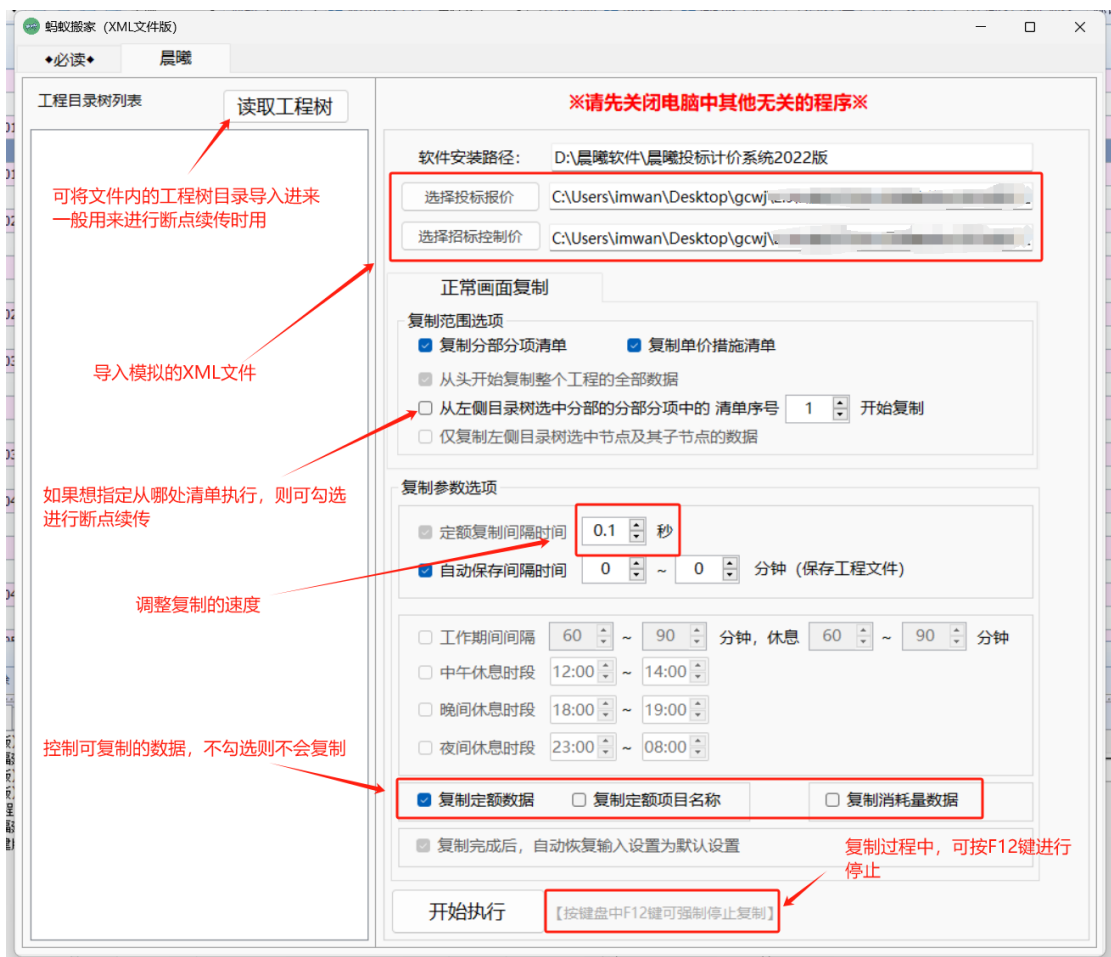 蚂蚁搬家（XML文件版）
◆必读◆
晨曦
工程目录树列表
读取工程树
可将文件内的工程树目录导入进来
一般用来进行断点续传时用
导入模拟的XML文件
如果想指定从哪处清单执行，则可勾选
进行断点续传
调整复制的速度
控制可复制的数据，不勾选则不会复制
※请先关闭电脑中其他无关的程序※
软件安装路径：
D:\晨曦软件\晨曦投标计价系统2022版
选择投标报价
C:\Users\imwan\Desktop\gcwj\
选择招标控制价
C:\Users\imwan\Desktop\gcwj\
正常画面复制
复制范围选项
复制分部分项清单
复制单价措施清单
从头开始复制整个工程的全部数据
从左侧目录树选中分部的分部分项中的 清单序号 1 开始复制
仅复制左侧目录树选中节点及其子节点的数据
复制参数选项
定额复制间隔时间 0.1 秒
自动保存间隔时间 0 ~ 0 分钟（保存工程文件）
工作期间间隔 60 ~ 90 分钟，休息 60 ~ 90 分钟
中午休息时段 12:00 ~ 14:00
晚间休息时段 18:00 ~ 19:00
夜间休息时段 23:00 ~ 08:00
复制定额数据
复制定额项目名称
复制消耗量数据
复制完成后，自动恢复输入设置为默认设置
复制过程中，可按F12键进行
停止
开始执行
【按键盘中F12键可强制停止复制】